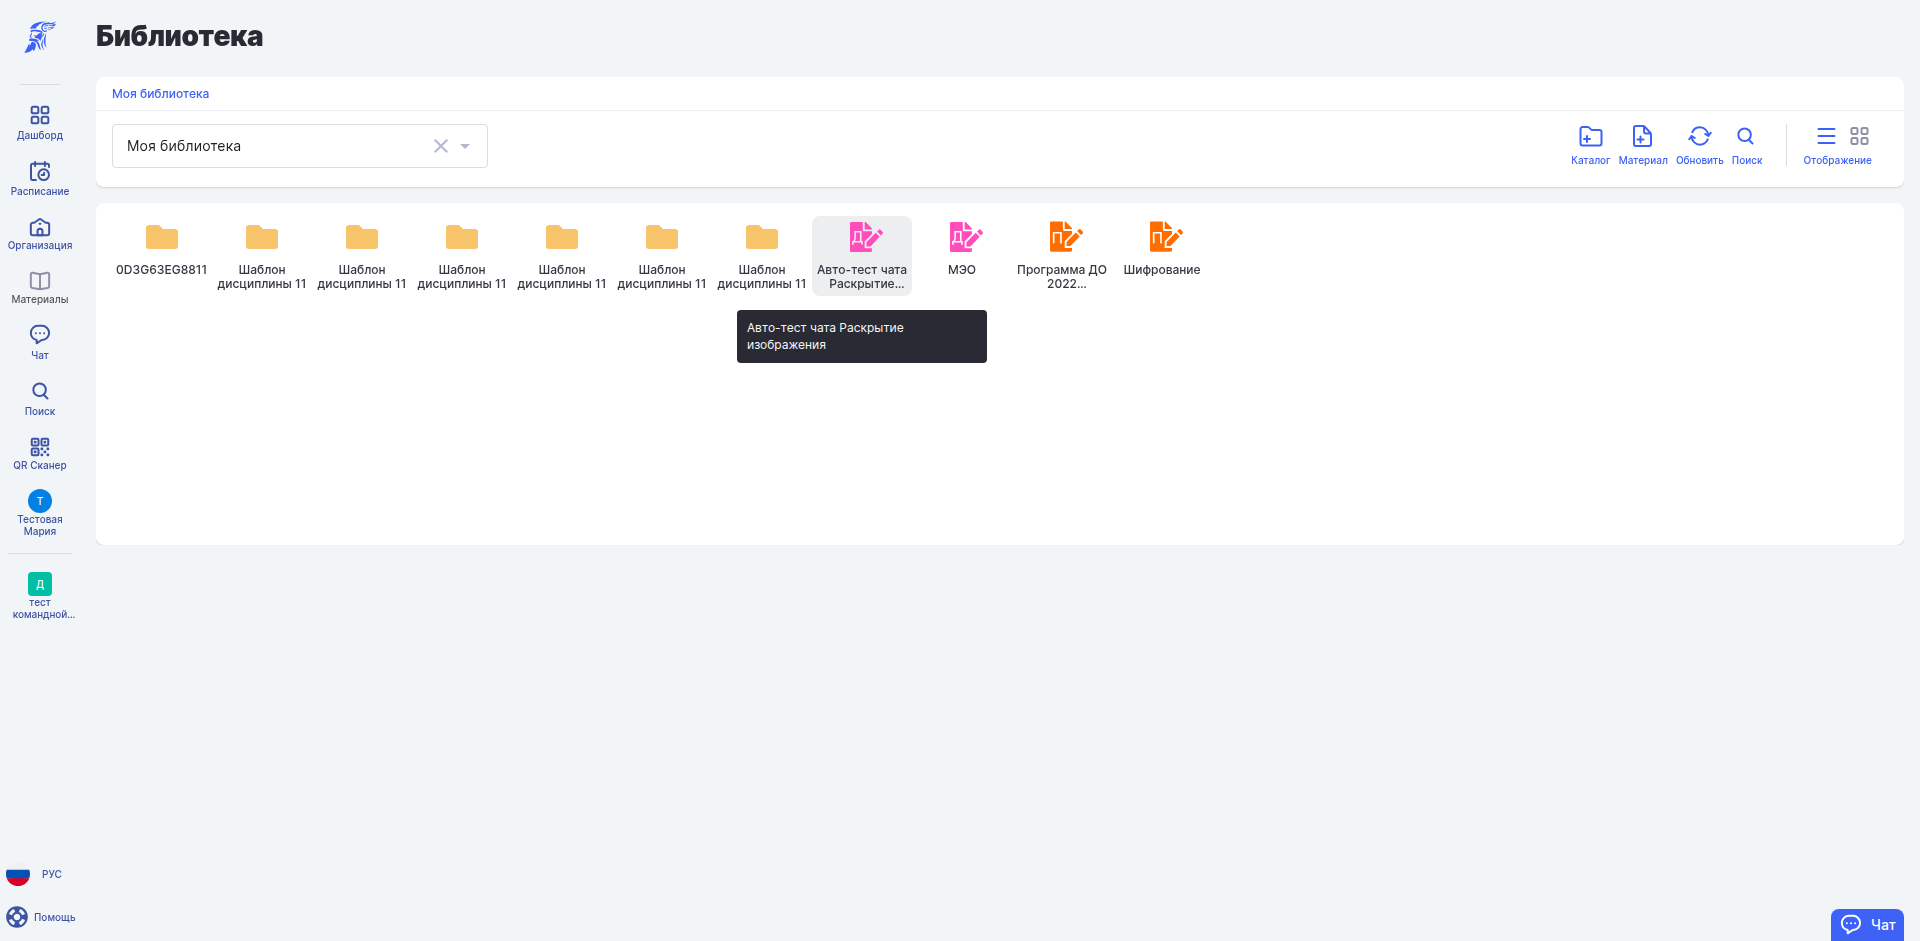 Библиотека
Моя библиотека
Моя библиотека
Каталог
Материал
Обновить
Поиск
Отображение
Дашборд
Расписание
Организация
Материалы
Чат
Поиск
QR Сканер
Т
Тестовая
Мария
Д
тест
командной...
0D3G63EG8811
Шаблон
дисциплины 11
Шаблон
дисциплины 11
Шаблон
дисциплины 11
Шаблон
дисциплины 11
Шаблон
дисциплины 11
Шаблон
дисциплины 11
Д
Авто-тест чата
Раскрытие...
Д
МЭО
П
Программа ДО
2022...
П
Шифрование
Авто-тест чата Раскрытие
изображения
РУС
Помощь
Чат